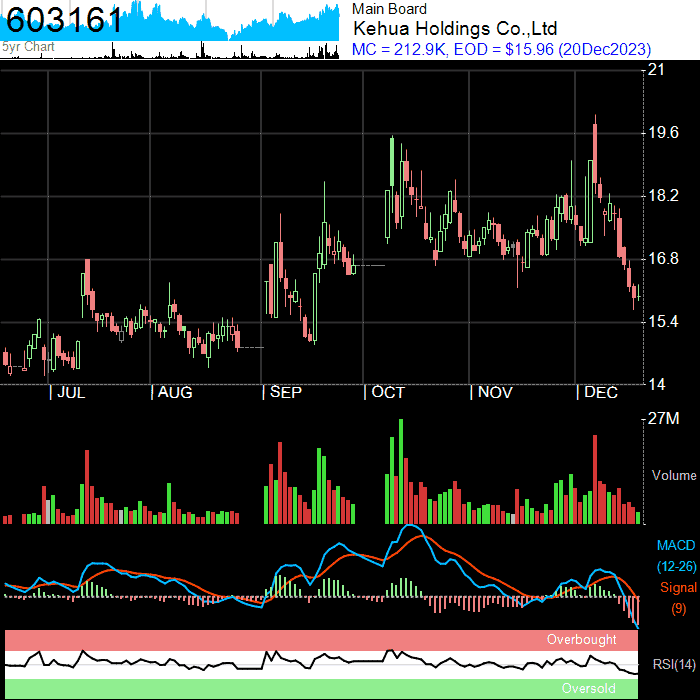 603161
5yr Chart
Main Board
Kehua Holdings Co.,Ltd
MC = 212.9K, EOD = $15.96 (20Dec2023)
21
19.6
18.2
16.8
15.4
14
JUL AUG SEP OCT NOV DEC
27M
Volume
MACD
(12-26)
Signal
(9)
Overbought
RSI(14)
Oversold